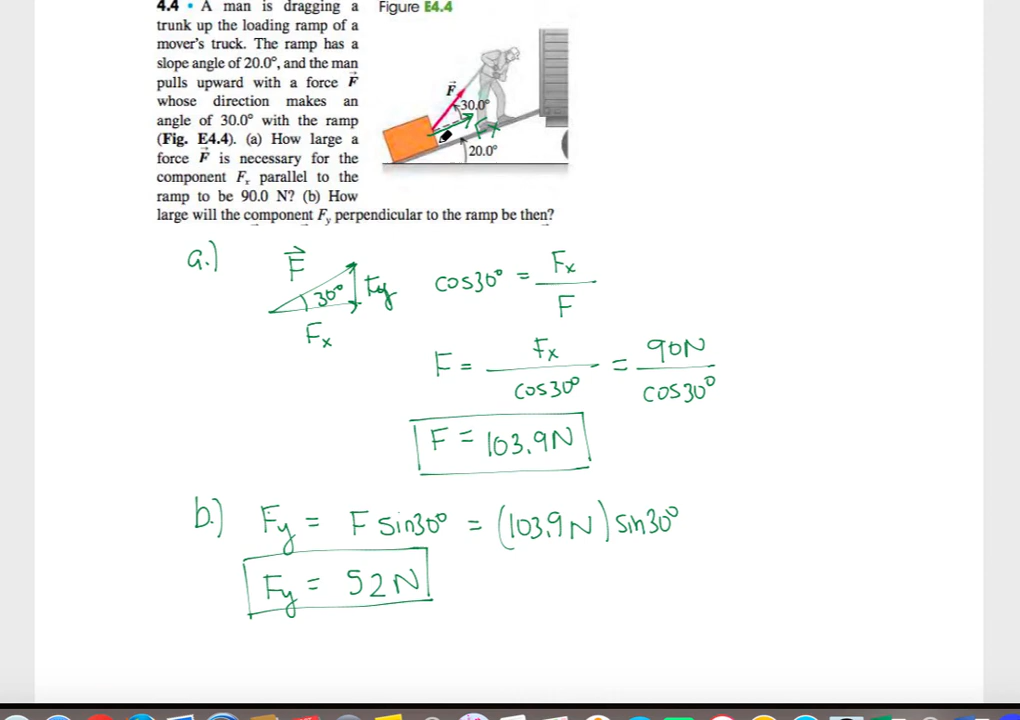 4.4 • A man is dragging a
trunk up the loading ramp of a
mover's truck. The ramp has a
slope angle of 20.0°, and the man
pulls upward with a force F⃗
whose direction makes an
angle of 30.0° with the ramp
(Fig. E4.4). (a) How large a
force F⃗ is necessary for the
component Fx parallel to the
ramp to be 90.0 N? (b) How
large will the component Fy perpendicular to the ramp be then?
Figure E4.4
F⃗
30.0°
Fx
20.0°
a.)
F⃗
30°
Fy
Fx
cos30° = Fx / F
F = Fx / cos30° = 90N / cos30°
F = 103.9N
b.) Fy = F sin30° = (103.9N) sin30°
Fy = 52N